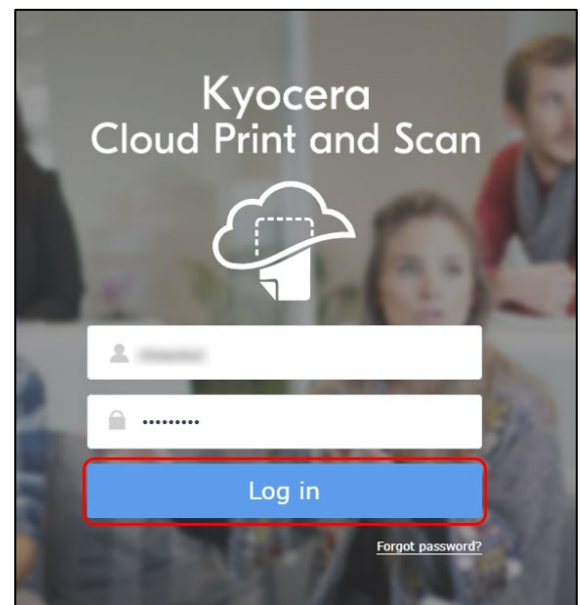 Kyocera
Cloud Print and Scan
•••••••••
Log in
Forgot password?